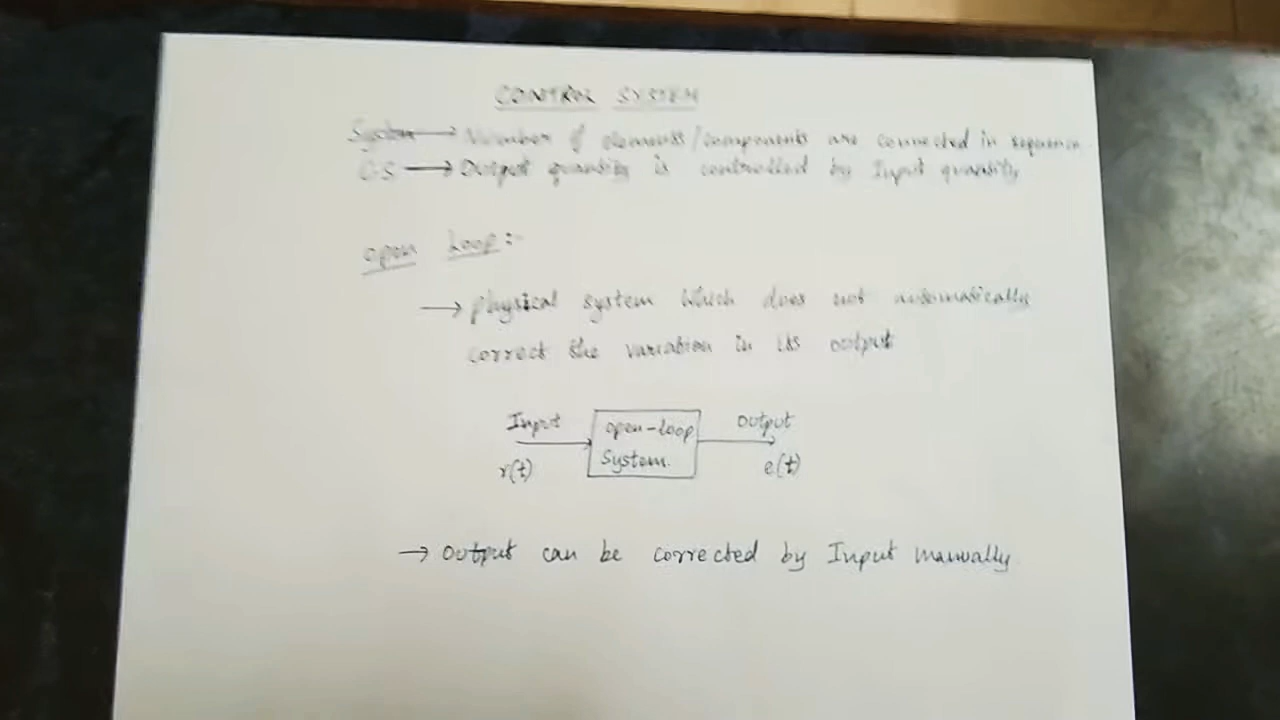 CONTROL SYSTEM
System → Number of elements/components are connected in sequence
C.S → Output quantity is controlled by Input quantity
Open Loop:-
→ physical system which does not automatically
correct the variation in its output
Input
open-loop
system.
Output
r(t)
e(t)
→ Output can be corrected by Input manually